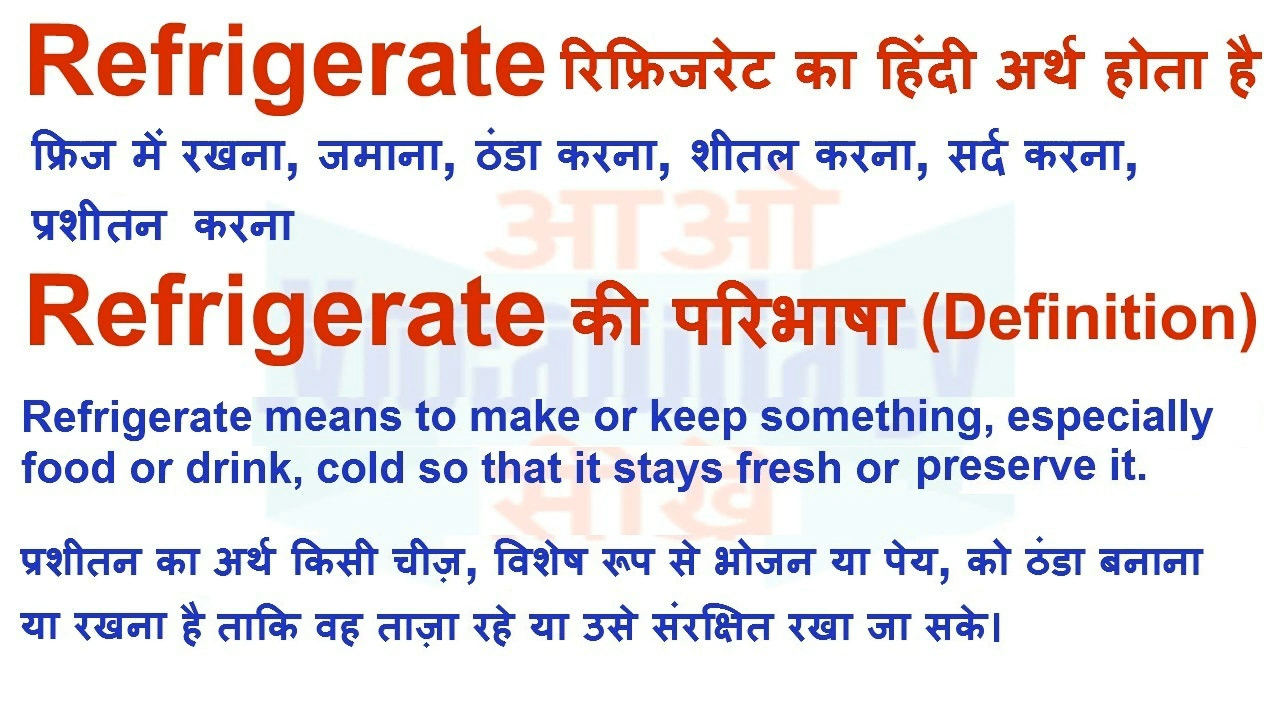 Refrigerate रिफ्रिजरेट का हिंदी अर्थ होता है
फ्रिज में रखना, जमाना, ठंडा करना, शीतल करना, सर्द करना,
प्रशीतन करना
आओ
Refrigerate की परिभाषा (Definition)
Vocabulary
Refrigerate means to make or keep something, especially
food or drink, cold so that it stays fresh or preserve it.
सीखे
प्रशीतन का अर्थ किसी चीज़, विशेष रूप से भोजन या पेय, को ठंडा बनाना
या रखना है ताकि वह ताज़ा रहे या उसे संरक्षित रखा जा सके।